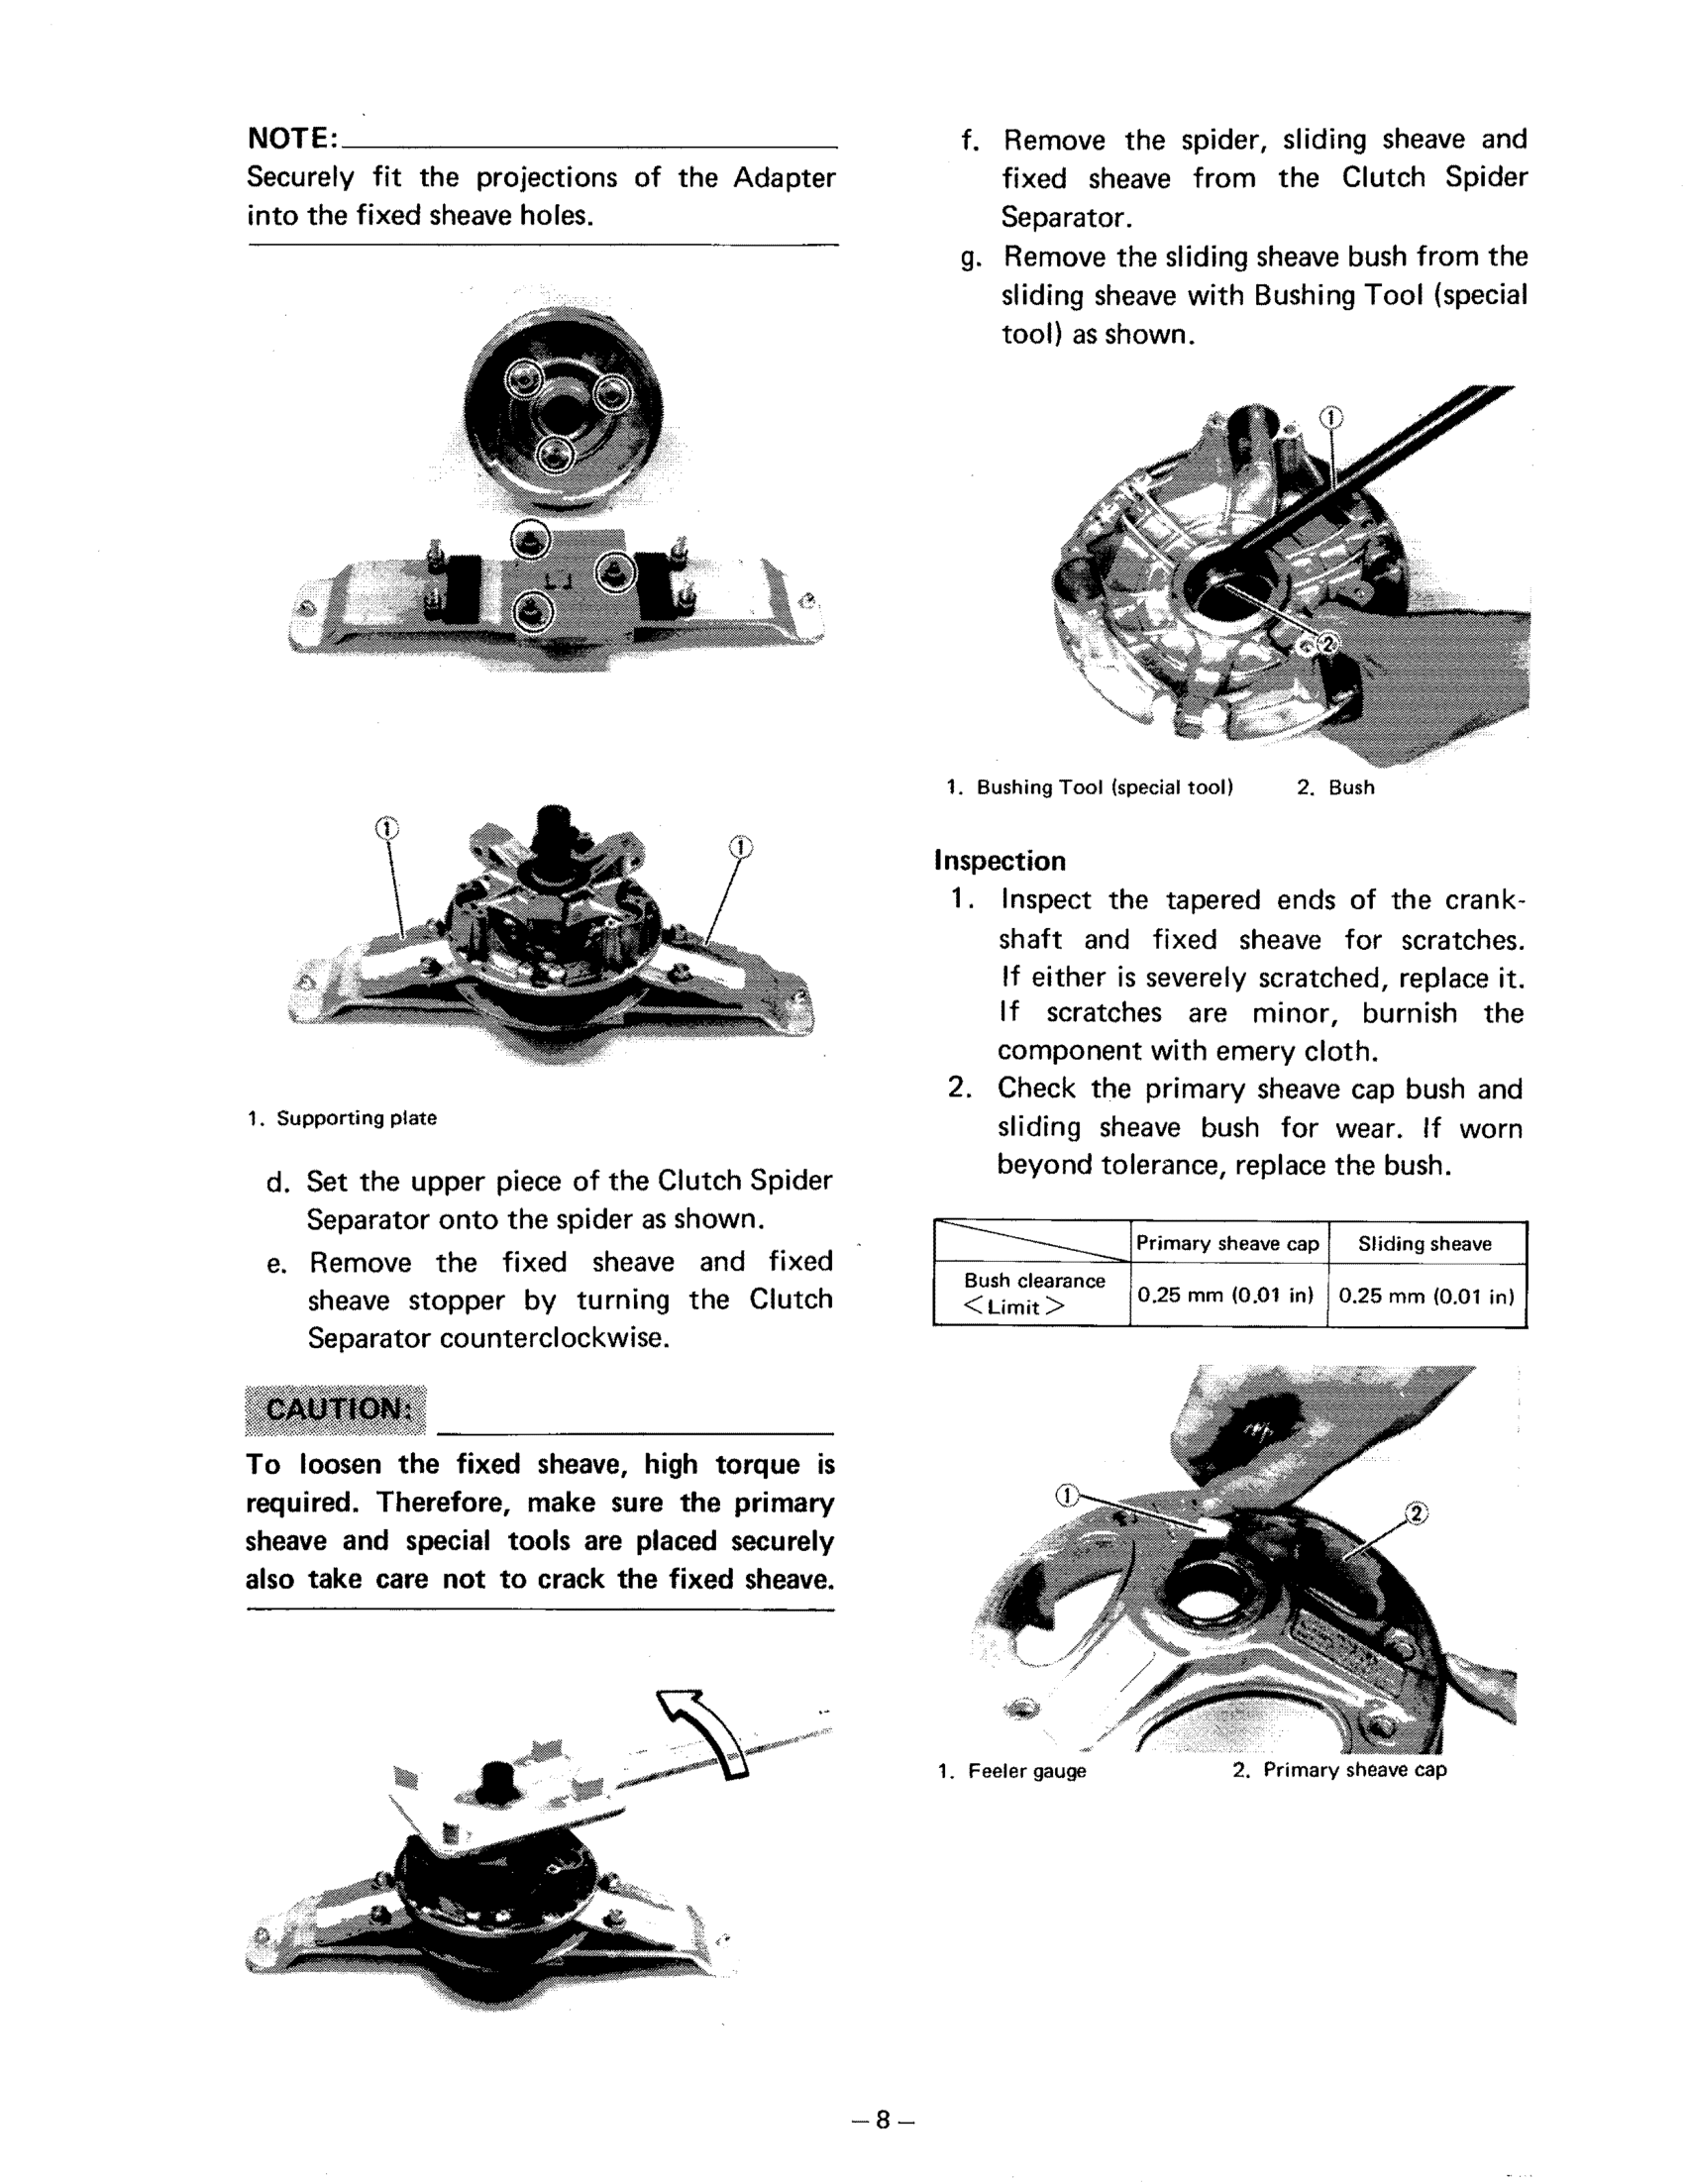 NOTE:
Securely fit the projections of the Adapter
into the fixed sheave holes.
1
1
1. Supporting plate
d. Set the upper piece of the Clutch Spider
Separator onto the spider as shown.
e. Remove the fixed sheave and fixed
sheave stopper by turning the Clutch
Separator counterclockwise.
CAUTION:
To loosen the fixed sheave, high torque is
required. Therefore, make sure the primary
sheave and special tools are placed securely
also take care not to crack the fixed sheave.
f. Remove the spider, sliding sheave and
fixed sheave from the Clutch Spider
Separator.
g. Remove the sliding sheave bush from the
sliding sheave with Bushing Tool (special
tool) as shown.
1
2
1. Bushing Tool (special tool) 2. Bush
Inspection
1. Inspect the tapered ends of the crank-
shaft and fixed sheave for scratches.
If either is severely scratched, replace it.
If scratches are minor, burnish the
component with emery cloth.
2. Check the primary sheave cap bush and
sliding sheave bush for wear. If worn
beyond tolerance, replace the bush.
Primary sheave cap Sliding sheave
Bush clearance
<Limit> 0.25 mm (0.01 in) 0.25 mm (0.01 in)
1
2
1. Feeler gauge 2. Primary sheave cap
– 8 –